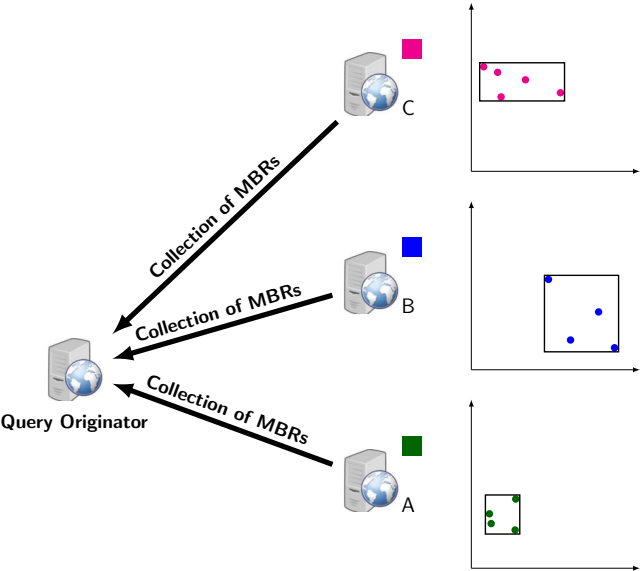 C
Collection of MBRs
Collection of MBRs
B
Collection of MBRs
Query Originator
A